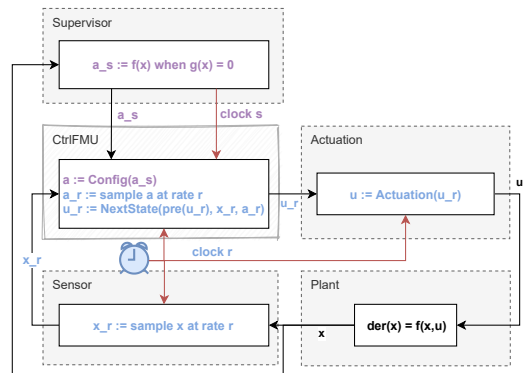 Supervisor
a_s := f(x) when g(x) = 0
a_s
clock s
CtrlFMU
a := Config(a_s)
a_r := sample a at rate r
u_r := NextState(pre(u_r), x_r, a_r)
u_r
Actuation
u := Actuation(u_r)
u
clock r
x_r
Sensor
x_r := sample x at rate r
x
Plant
der(x) = f(x,u)